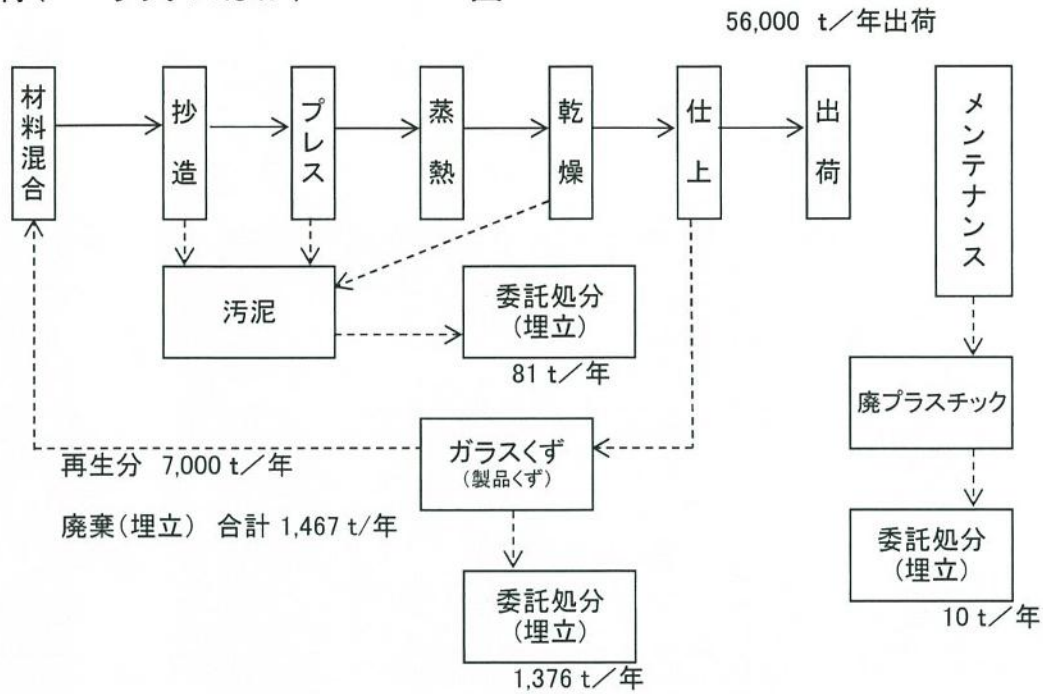 56,000 t/年出荷
材料混合
抄造
プレス
蒸熱
乾燥
仕上
出荷
メンテナンス
汚泥
委託処分
(埋立)
81 t/年
廃プラスチック
ガラスくず
(製品くず)
再生分 7,000 t/年
廃棄(埋立) 合計 1,467 t/年
委託処分
(埋立)
10 t/年
委託処分
(埋立)
1,376 t/年